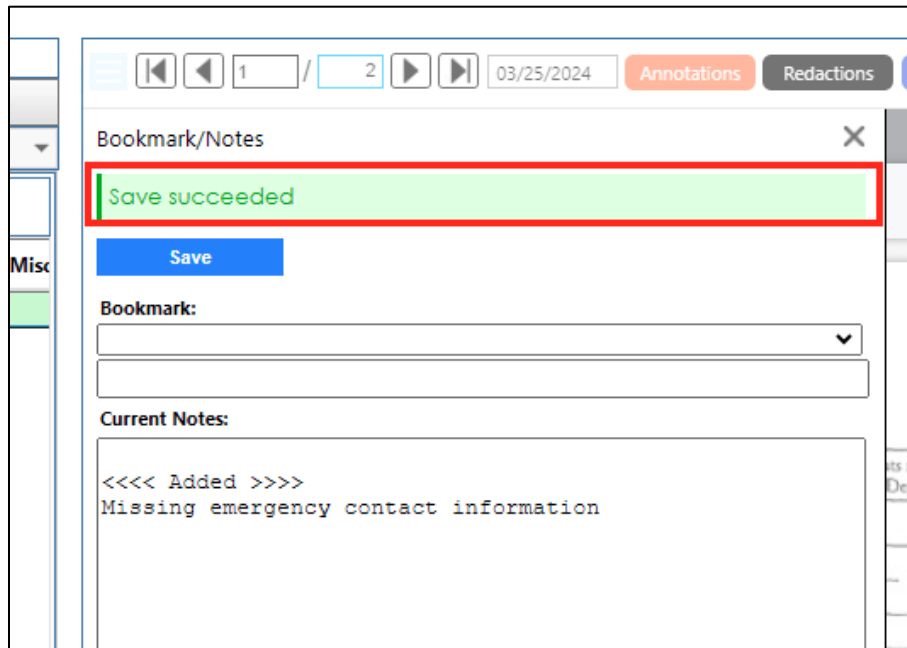 1 / 2 03/25/2024 Annotations Redactions
Bookmark/Notes
Save succeeded
Save
Misc
Bookmark:
Current Notes:
<<<< Added >>>>
Missing emergency contact information